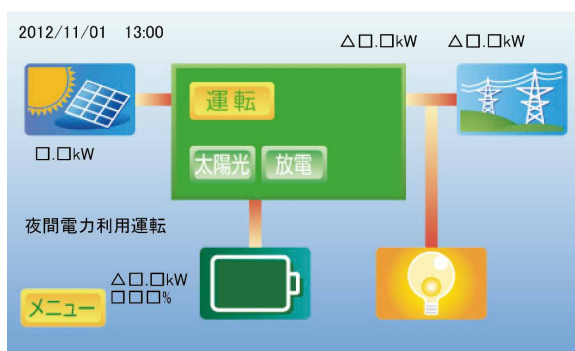 2012/11/01 13:00
△□.□kW △□.□kW
運転
□.□kW
太陽光 放電
夜間電力利用運転
△□.□kW
□□□%
メニュー